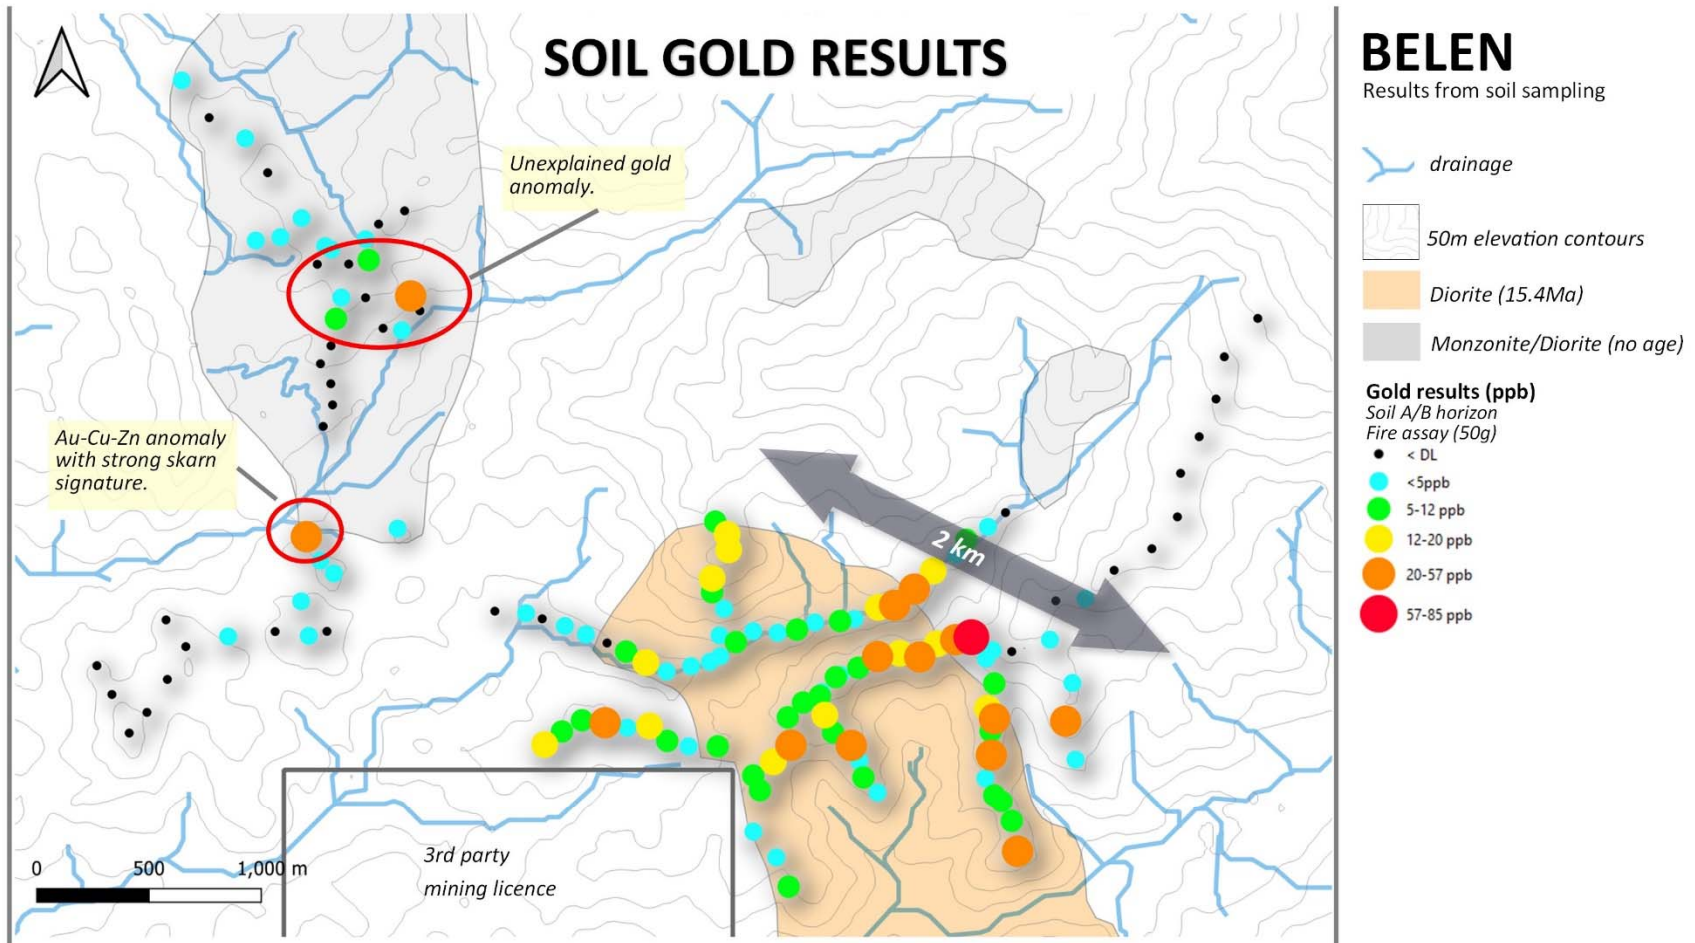 SOIL GOLD RESULTS
Unexplained gold
anomaly.
Au-Cu-Zn anomaly
with strong skarn
signature.
2 km
3rd party
mining licence
0 500 1,000 m
BELEN
Results from soil sampling
drainage
50m elevation contours
Diorite (15.4Ma)
Monzonite/Diorite (no age)
Gold results (ppb)
Soil A/B horizon
Fire assay (50g)
< DL
<5ppb
5-12 ppb
12-20 ppb
20-57 ppb
57-85 ppb